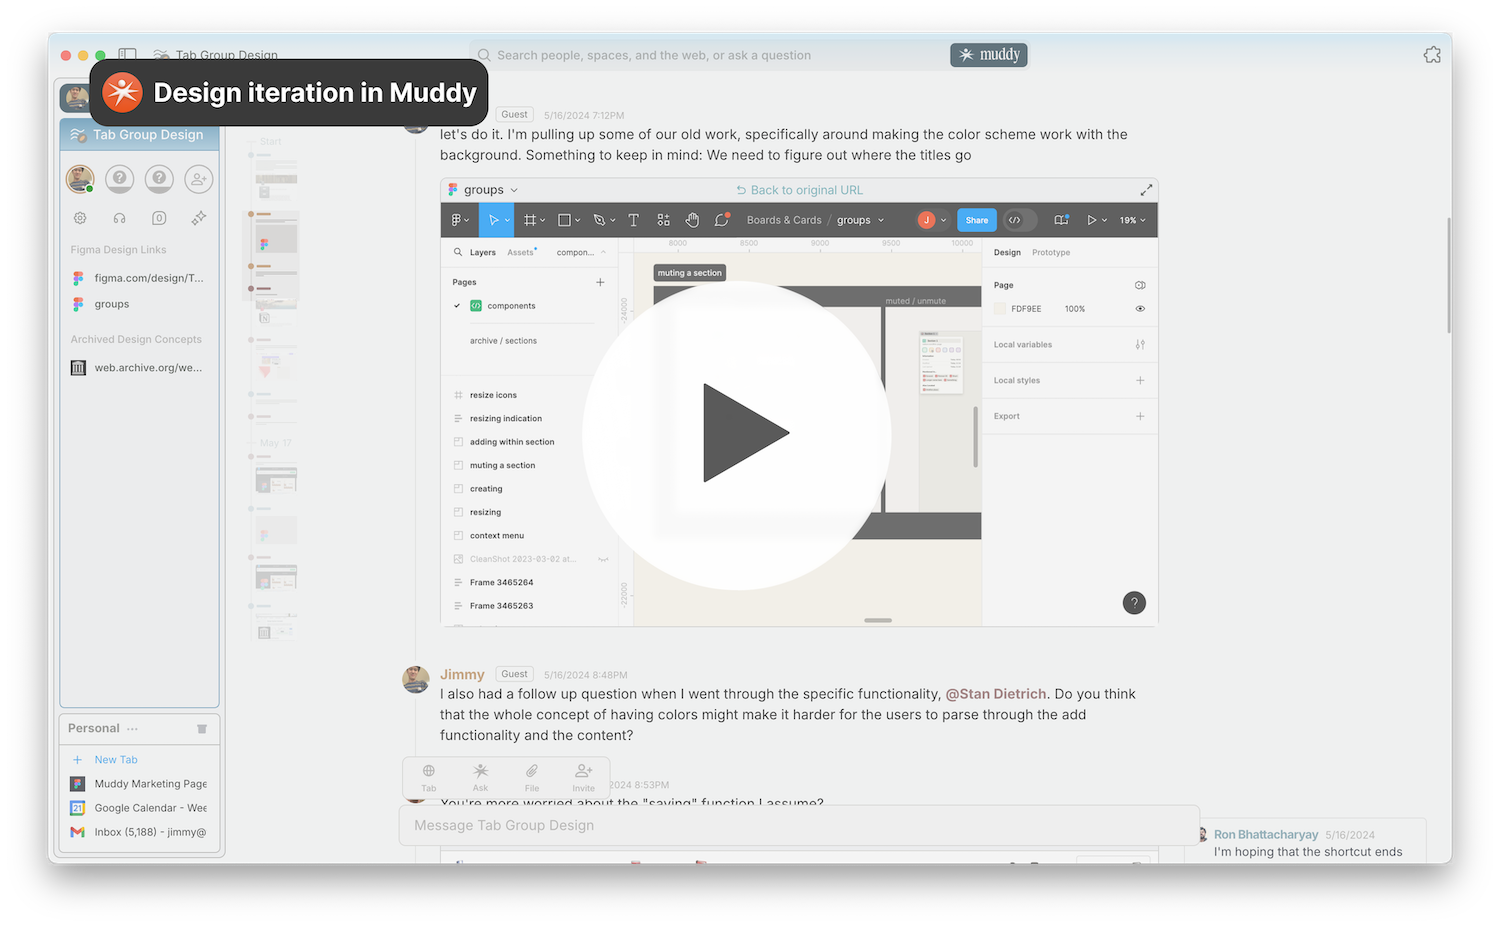 Tab Group Design
Search people, spaces, and the web, or ask a question
muddy
Design iteration in Muddy
Tab Group Design
Figma Design Links
figma.com/design/T...
groups
Archived Design Concepts
web.archive.org/we...
Start
May 17
Guest 5/16/2024 7:12PM
let's do it. I'm pulling up some of our old work, specifically around making the color scheme work with the
background. Something to keep in mind: We need to figure out where the titles go
groups
Back to original URL
Boards & Cards / groups
J
Share
19%
Layers Assets compon...
8000 8500 9000 9500 10000
Design Prototype
Pages
components
archive / sections
resize icons
resizing indication
adding within section
muting a section
creating
resizing
context menu
CleanShot 2023-03-02 at...
Frame 3465264
Frame 3465263
-24000
-22000
muting a section
muted / unmute
Page
FDF9EE 100%
Local variables
Local styles
Export
?
Jimmy Guest 5/16/2024 8:48PM
I also had a follow up question when I went through the specific functionality, @Stan Dietrich. Do you think
that the whole concept of having colors might make it harder for the users to parse through the add
functionality and the content?
Tab Ask File Invite
2024 8:53PM
You're more worried about the "saving" function I assume?
Message Tab Group Design
Personal
New Tab
Muddy Marketing Page
Google Calendar - Wee
Inbox (5,188) - jimmy@
Ron Bhattacharyay 5/16/2024
I'm hoping that the shortcut ends